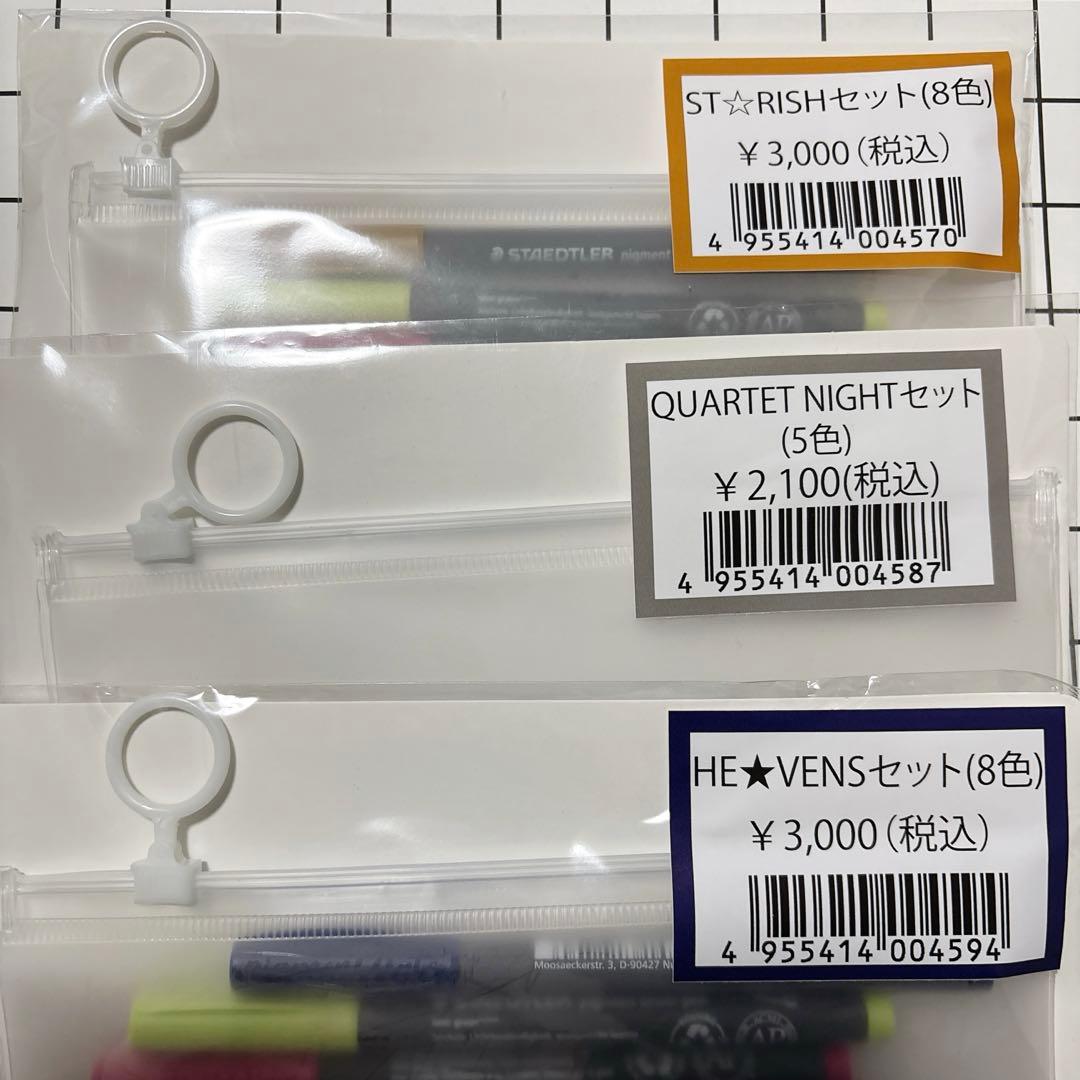 ST☆RISHセット(8色)
￥3,000(税込)
4 955414 004570
STAEDTLER pigment
QUARTET NIGHTセット
(5色)
￥2,100(税込)
4 955414 004587
HE★VENSセット(8色)
￥3,000(税込)
4 955414 004594
Moosaeckerstr. 3, D-90427